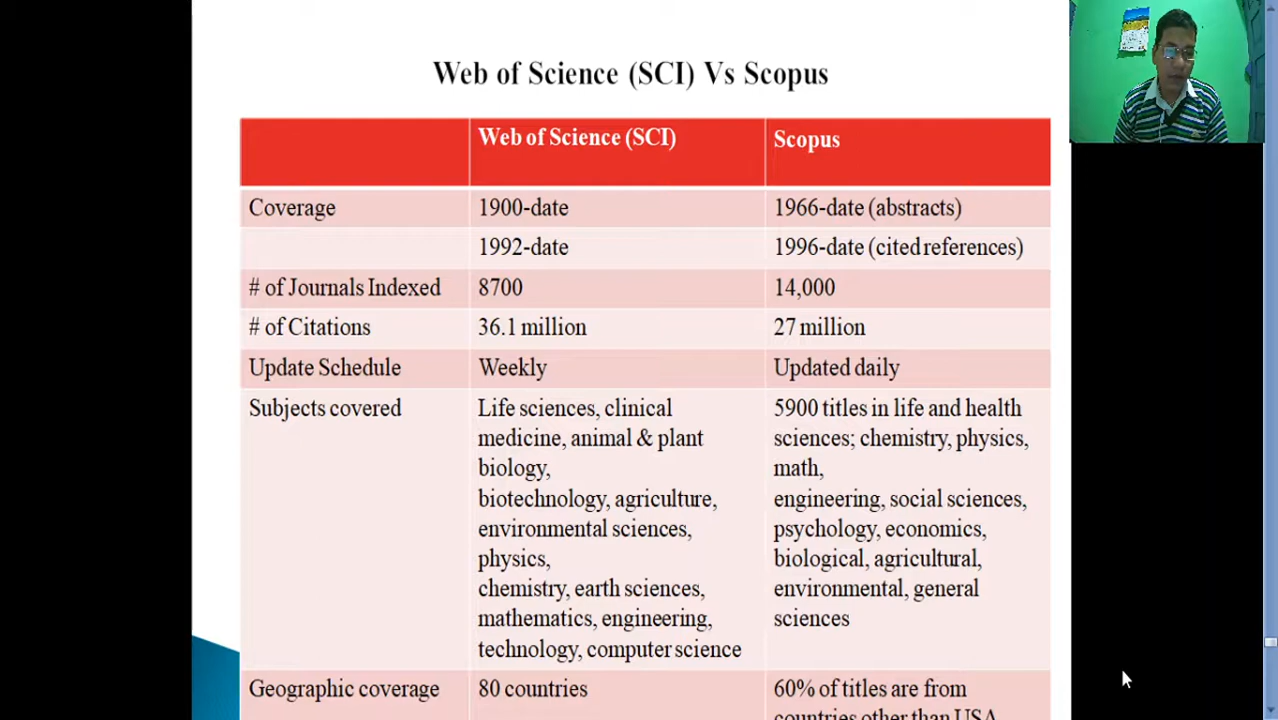 Web of Science (SCI) Vs Scopus
Web of Science (SCI)
Scopus
Coverage
1900-date
1966-date (abstracts)
1992-date
1996-date (cited references)
# of Journals Indexed
8700
14,000
# of Citations
36.1 million
27 million
Update Schedule
Weekly
Updated daily
Subjects covered
Life sciences, clinical
medicine, animal & plant
biology,
biotechnology, agriculture,
environmental sciences,
physics,
chemistry, earth sciences,
mathematics, engineering,
technology, computer science
5900 titles in life and health
sciences; chemistry, physics,
math,
engineering, social sciences,
psychology, economics,
biological, agricultural,
environmental, general
sciences
Geographic coverage
80 countries
60% of titles are from
countries other than USA